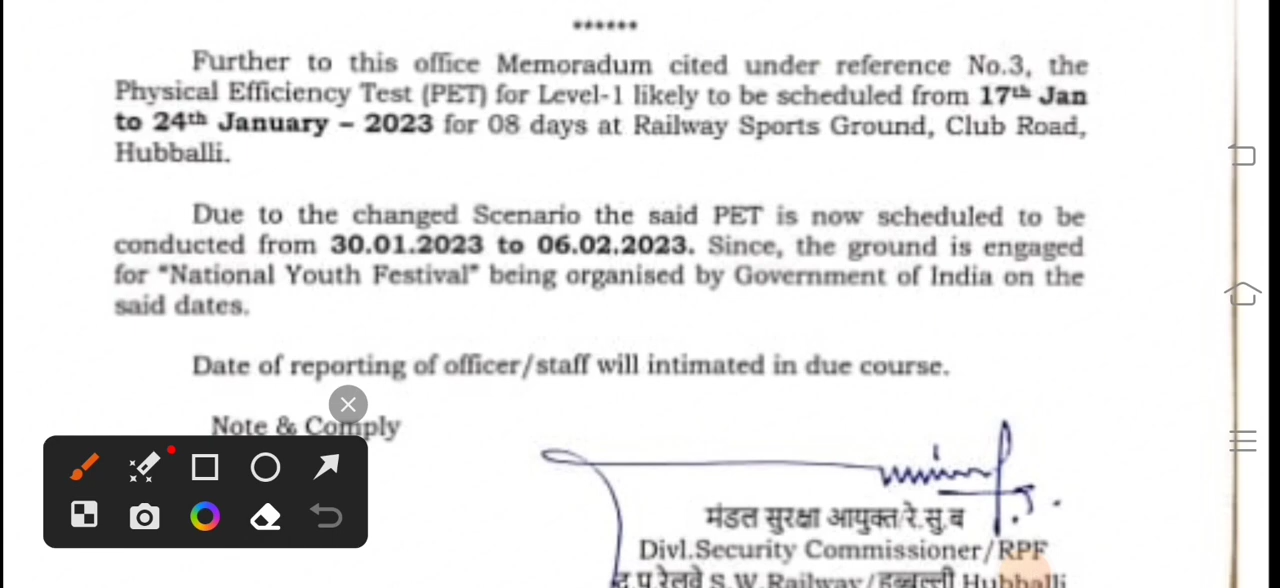 ******
Further to this office Memoradum cited under reference No.3, the
Physical Efficiency Test (PET) for Level-1 likely to be scheduled from 17th Jan
to 24th January – 2023 for 08 days at Railway Sports Ground, Club Road,
Hubballi.
Due to the changed Scenario the said PET is now scheduled to be
conducted from 30.01.2023 to 06.02.2023. Since, the ground is engaged
for "National Youth Festival" being organised by Government of India on the
said dates.
Date of reporting of officer/staff will intimated in due course.
Note & Comply
मंडल सुरक्षा आयुक्त/रे.सु.ब
Divl.Security Commissioner/RPF
द.प.रेलवे S.W.Railway/हुब्बल्ली Hubballi